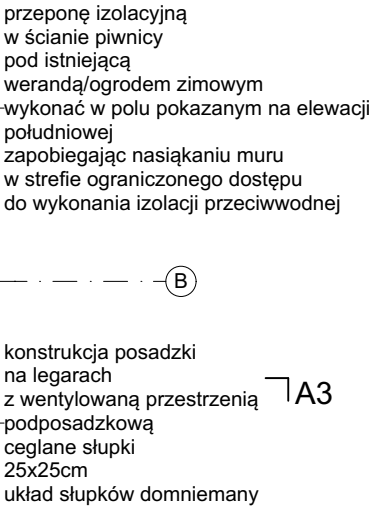 przeponę izolacyjną
w ścianie piwnicy
pod istniejącą
werandą/ogrodem zimowym
wykonać w polu pokazanym na elewacji
południowej
zapobiegając nasiąkaniu muru
w strefie ograniczonego dostępu
do wykonania izolacji przeciwwodnej
B
konstrukcja posadzki
na legarach
z wentylowaną przestrzenią
A3
podposadzkową
ceglane słupki
25x25cm
układ słupków domniemany